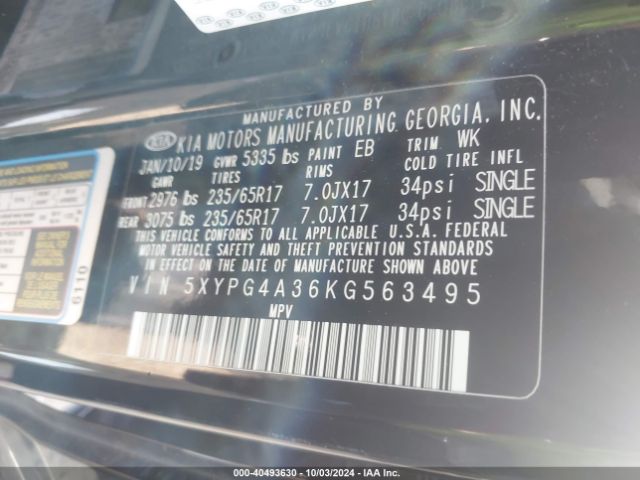 MANUFACTURED BY
KIA KIA MOTORS MANUFACTURING GEORGIA, INC.
JAN/10/19 GVWR 5335 lbs PAINT EB TRIM WK
GAWR TIRES RIMS COLD TIRE INFL
FRONT 2976 lbs 235/65R17 7.0JX17 34psi SINGLE
REAR 3075 lbs 235/65R17 7.0JX17 34psi SINGLE
THIS VEHICLE CONFORMS TO ALL APPLICABLE U.S.A. FEDERAL
MOTOR VEHICLE SAFETY AND THEFT PREVENTION STANDARDS
IN EFFECT ON THE DATE OF MANUFACTURE SHOWN ABOVE
VIN 5XYPG4A36KG563495
MPV
6110
000-40493630 - 10/03/2024 - IAA Inc.